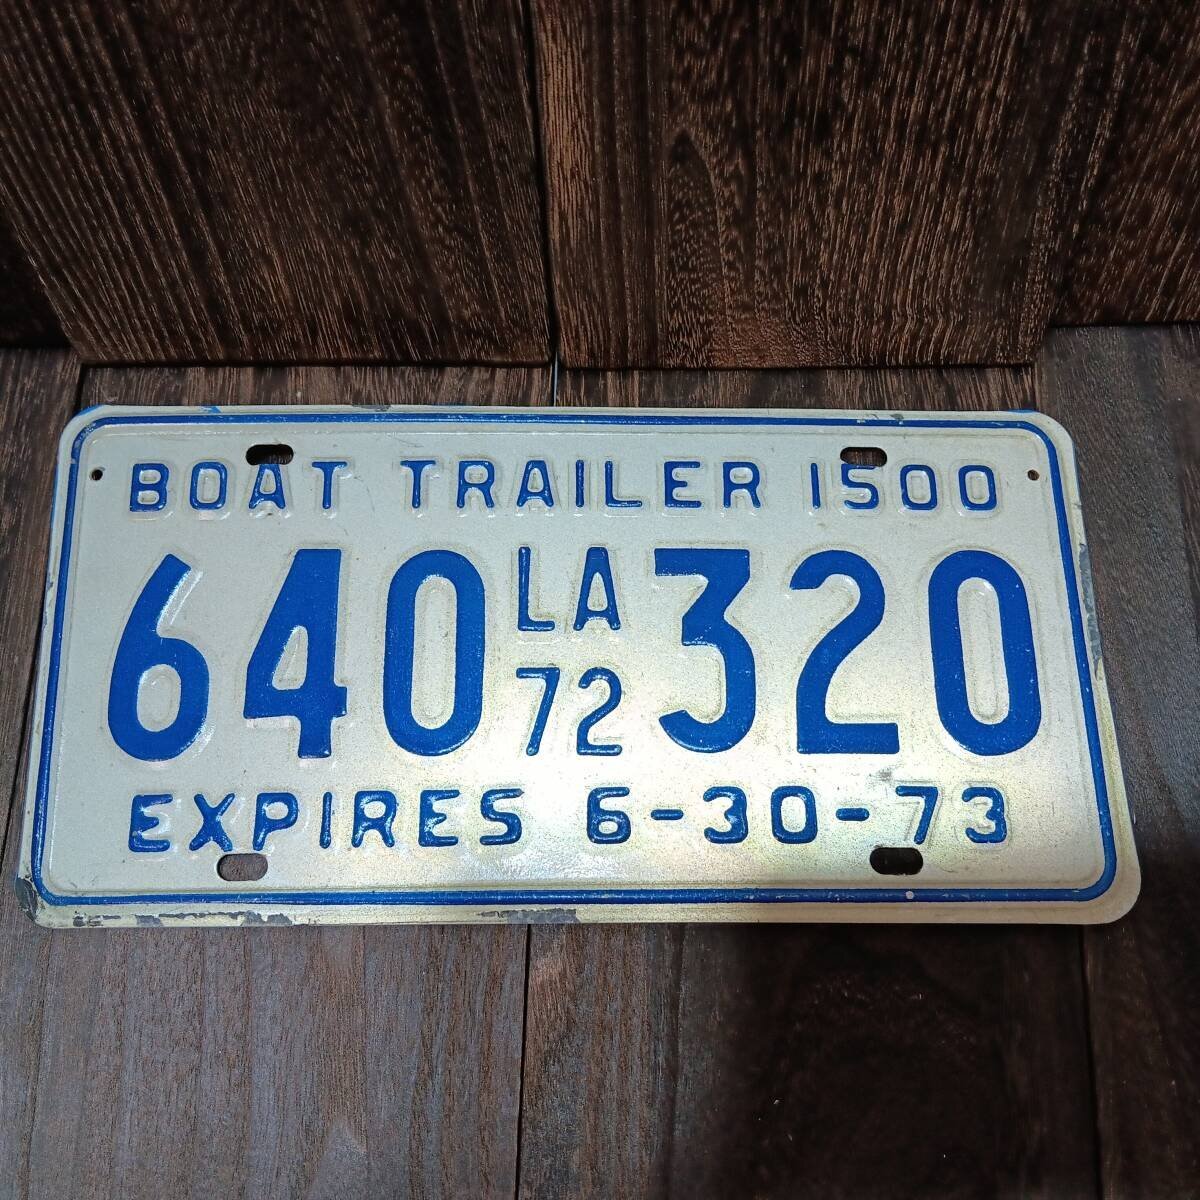 BOAT TRAILER 1500
640 LA 72 320
EXPIRES 6-30-73